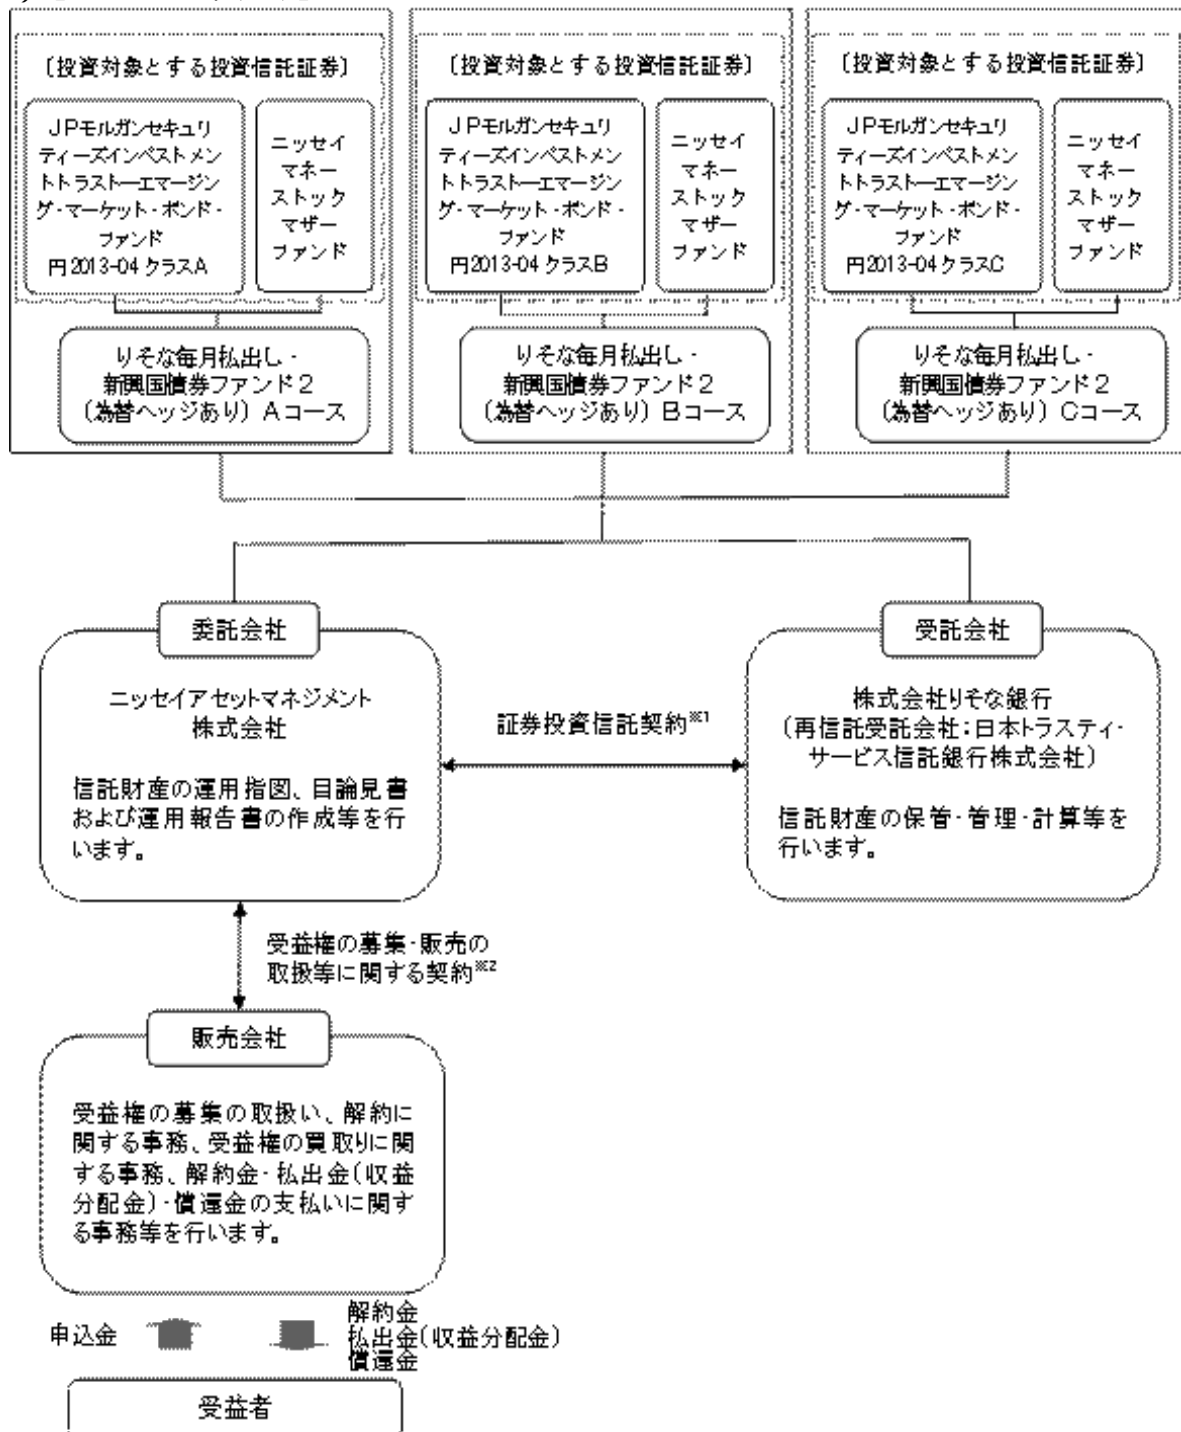 〔投資対象とする投資信託証券〕
JPモルガンセキュリ
ティーズインベストメン
トトラスト―エマージン
グ・マーケット・ボンド・
ファンド
円2013-04 クラスA
ニッセイ
マネー
ストック
マザー
ファンド
りそな毎月払出し・
新興国債券ファンド2
(為替ヘッジあり) Aコース
〔投資対象とする投資信託証券〕
JPモルガンセキュリ
ティーズインベストメン
トトラスト―エマージン
グ・マーケット・ボンド・
ファンド
円2013-04 クラスB
ニッセイ
マネー
ストック
マザー
ファンド
りそな毎月払出し・
新興国債券ファンド2
(為替ヘッジあり) Bコース
〔投資対象とする投資信託証券〕
JPモルガンセキュリ
ティーズインベストメン
トトラスト―エマージン
グ・マーケット・ボンド・
ファンド
円2013-04 クラスC
ニッセイ
マネー
ストック
マザー
ファンド
りそな毎月払出し・
新興国債券ファンド2
(為替ヘッジあり) Cコース
委託会社
ニッセイアセットマネジメント
株式会社
信託財産の運用指図、目論見書
および運用報告書の作成等を行
います。
証券投資信託契約※1
受託会社
株式会社りそな銀行
(再信託受託会社:日本トラスティ・
サービス信託銀行株式会社)
信託財産の保管・管理・計算等を
行います。
受益権の募集・販売の
取扱等に関する契約※2
販売会社
受益権の募集の取扱い、解約に
関する事務、受益権の買取りに関
する事務、解約金・払出金(収益
分配金)・償還金の支払いに関す
る事務等を行います。
申込金
解約金
払出金(収益分配金)
償還金
受益者